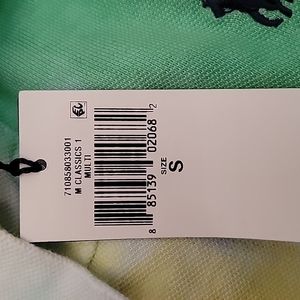 710858033001
M CLASSICS 1
MULTI
8 85139 02068 2
SIZE
S